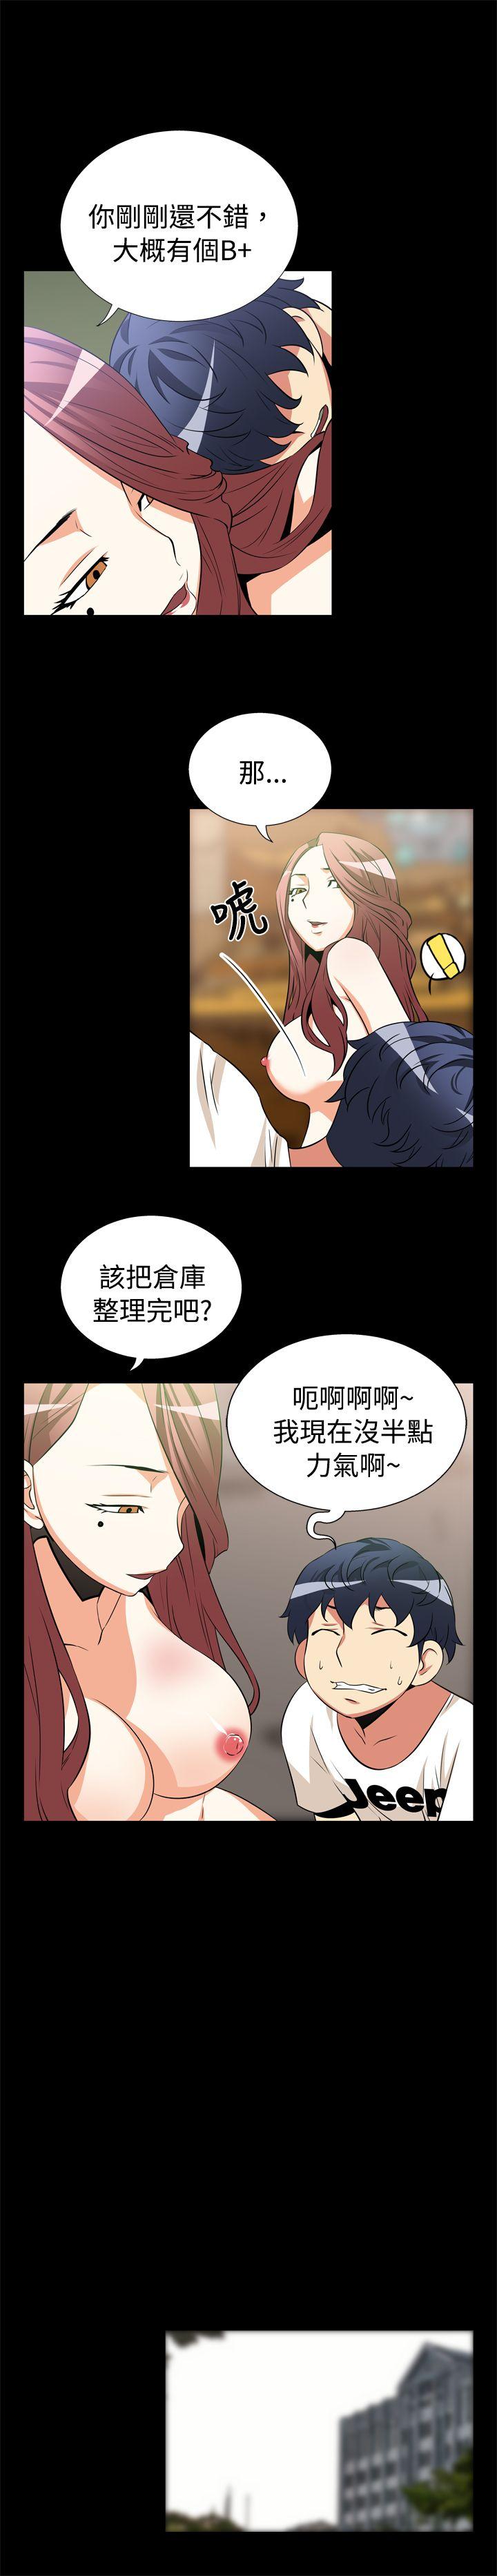 你剛剛還不錯，
大概有個B+
那...
唬
該把倉庫
整理完吧?
呃啊啊啊~
我現在沒半點
力氣啊~
Jeep